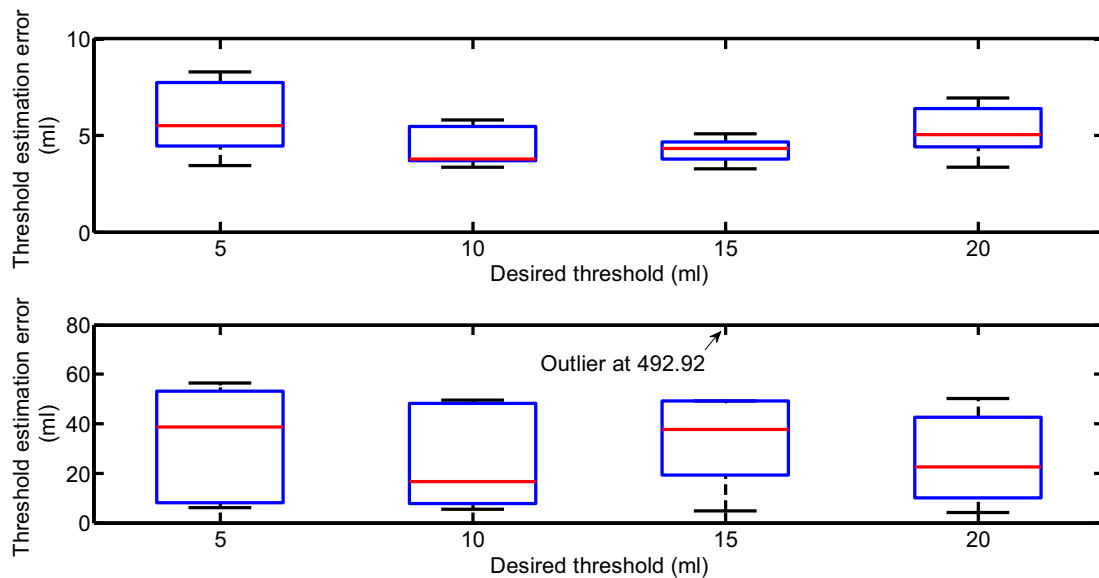 Threshold estimation error
(ml)
10
5
0
5
10
15
20
Desired threshold (ml)
Threshold estimation error
(ml)
80
60
40
20
0
Outlier at 492.92
5
10
15
20
Desired threshold (ml)